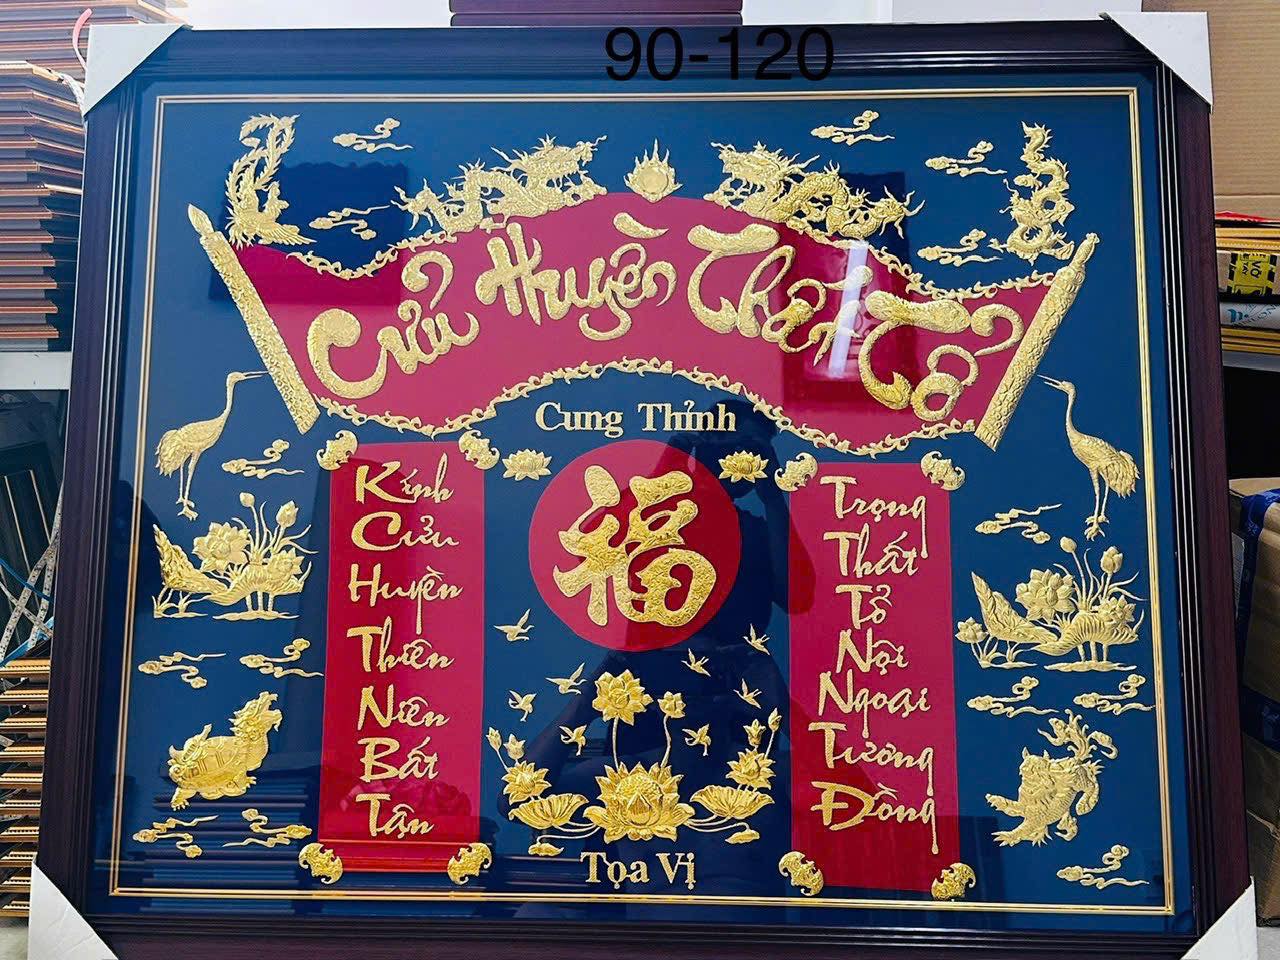 90-120
Cửu Huyền Thất Tổ
Cung Thỉnh
福
Kính
Cửu
Huyền
Thiên
Niên
Bất
Tận
Trọng
Thất
Tổ
Nội
Ngoại
Tương
Đồng
Tọa Vị